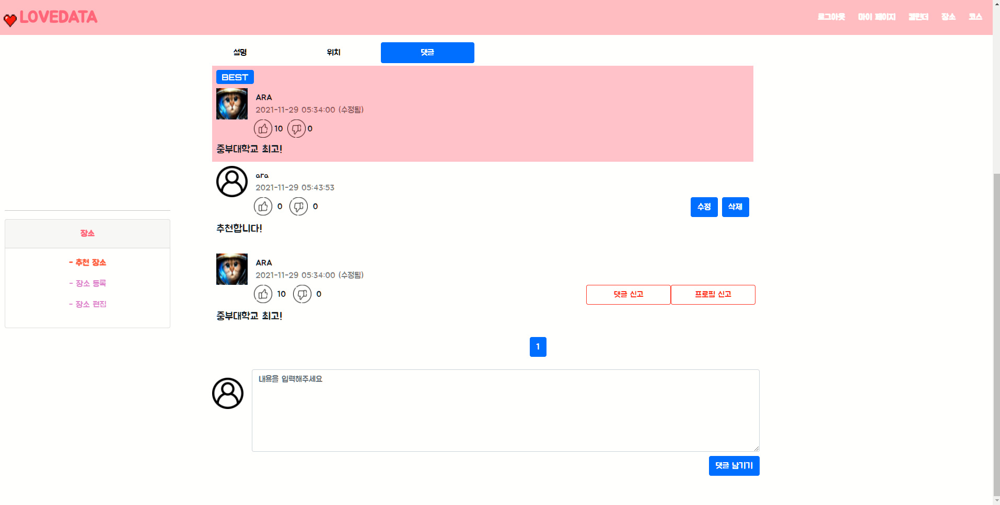 LOVEDATA
로그아웃 마이 페이지 캘린더 장소 코스
설명 위치 댓글
BEST
ARA
2021-11-29 05:34:00 (수정됨)
10 0
중부대학교 최고!
ara
2021-11-29 05:43:53
0 0
수정 삭제
추천합니다!
장소
- 추천 장소
- 장소 등록
- 장소 편집
ARA
2021-11-29 05:34:00 (수정됨)
10 0
댓글 신고 프로필 신고
중부대학교 최고!
1
내용을 입력해주세요
댓글 남기기